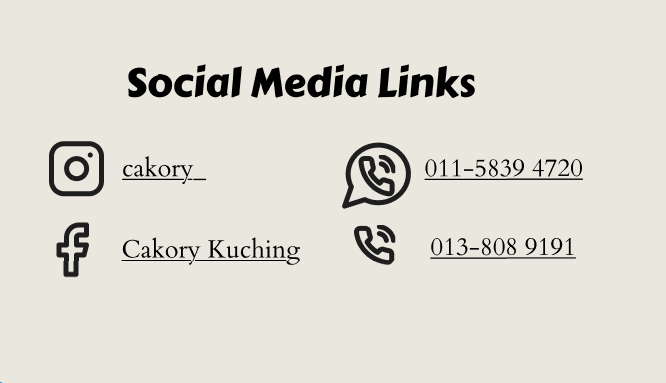 Social Media Links
cakory_
011-5839 4720
Cakory Kuching
013-808 9191